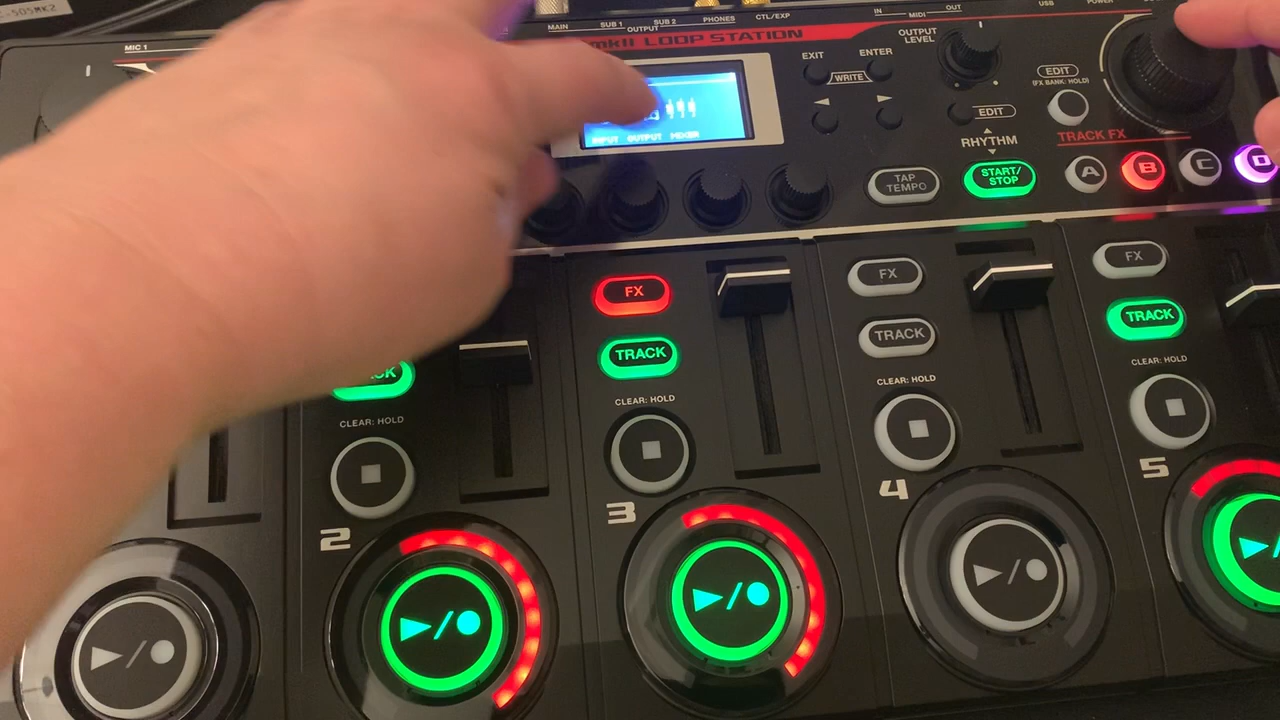 C-505MK2
MAIN
SUB 1
SUB 2
OUTPUT
PHONES
CTL/EXP
IN
MIDI
OUT
USB
POWER
MIC 1
mkII LOOP STATION
OUTPUT
LEVEL
EXIT
ENTER
WRITE
EDIT
(FX BANK: HOLD)
EDIT
INPUT OUTPUT MIXER
RHYTHM
TRACK FX
TAP
TEMPO
START/
STOP
A
B
C
D
FX
FX
FX
TRACK
TRACK
TRACK
CK
CLEAR: HOLD
CLEAR: HOLD
CLEAR: HOLD
CLEAR: HOLD
2
3
4
5